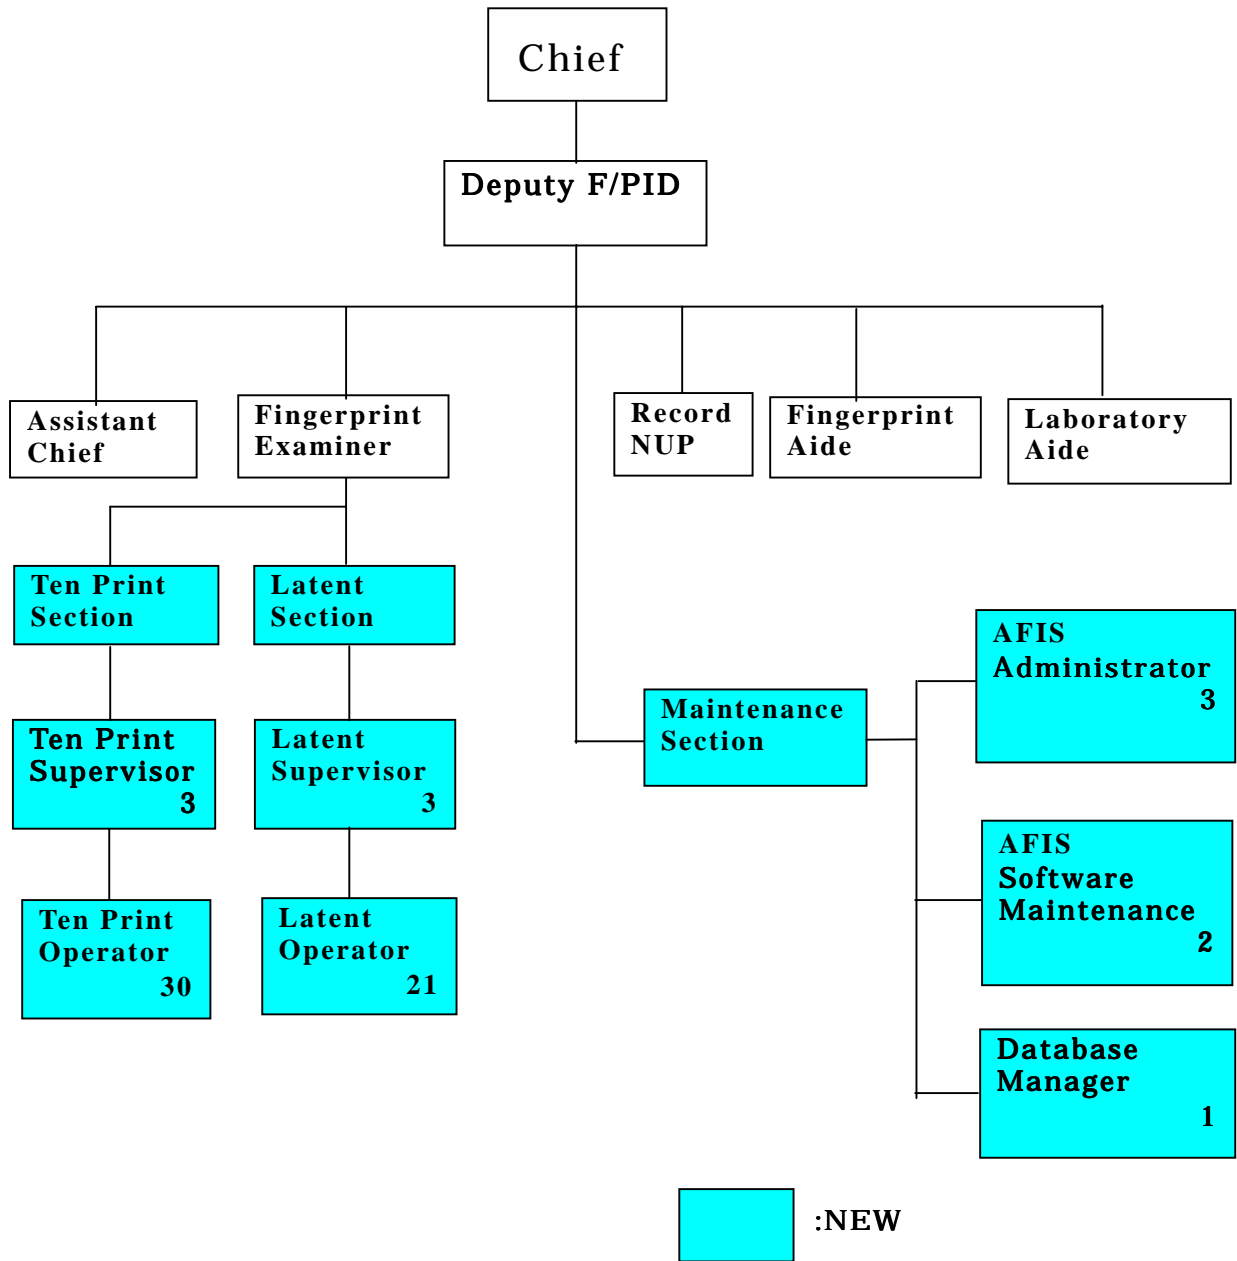 Chief
Deputy F/PID
Assistant
Chief
Fingerprint
Examiner
Record
NUP
Fingerprint
Aide
Laboratory
Aide
Ten Print
Section
Latent
Section
Ten Print
Supervisor
3
Latent
Supervisor
3
Ten Print
Operator
30
Latent
Operator
21
Maintenance
Section
AFIS
Administrator
3
AFIS
Software
Maintenance
2
Database
Manager
1
:NEW